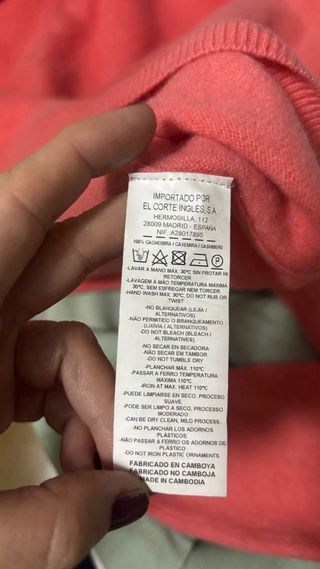 IMPORTADO POR
EL CORTE INGLES, S.A.
HERMOSILLA, 112
28009 MADRID - ESPAÑA
NIF. A28017895
100% CACHEMIRA / CAXEMIRA / CASHMERE
-LAVAR A MANO MAX. 30ºC SIN FROTAR NI
RETORCER
-LAVAGEM À MÃO TEMPERATURA MÁXIMA
30ºC, SEM ESFREGAR NEM TORCER
-HAND WASH MAX. 30ºC, DO NOT RUB OR
TWIST
-NO BLANQUEAR (LEJIA /
ALTERNATIVAS)
-NÃO PERMITIDO O BRANQUEAMENTO
(LIXÍVIA / ALTERNATIVAS)
-DO NOT BLEACH (BLEACH /
ALTERNATIVES).
-NO SECAR EN SECADORA
-NÃO SECAR EM TAMBOR
-DO NOT TUMBLE DRY
-PLANCHAR MÁX. 110ºC
-PASSAR A FERRO TEMPERATURA
MÁXIMA 110ºC
-IRON AT MAX. HEAT 110ºC
-PUEDE LIMPIARSE EN SECO, PROCESO
SUAVE
-PODE SER LIMPO A SECO, PROCESSO
MODERADO
-CAN BE DRY CLEAN, MILD PROCESS.
-NO PLANCHAR LOS ADORNOS
PLÁSTICOS.
-NÃO PASSAR A FERRO OS ADORNOS DE
PLÁSTICO
-DO NOT IRON PLASTIC ORNAMENTS
FABRICADO EN CAMBOYA
FABRICADO NO CAMBOJA
MADE IN CAMBODIA